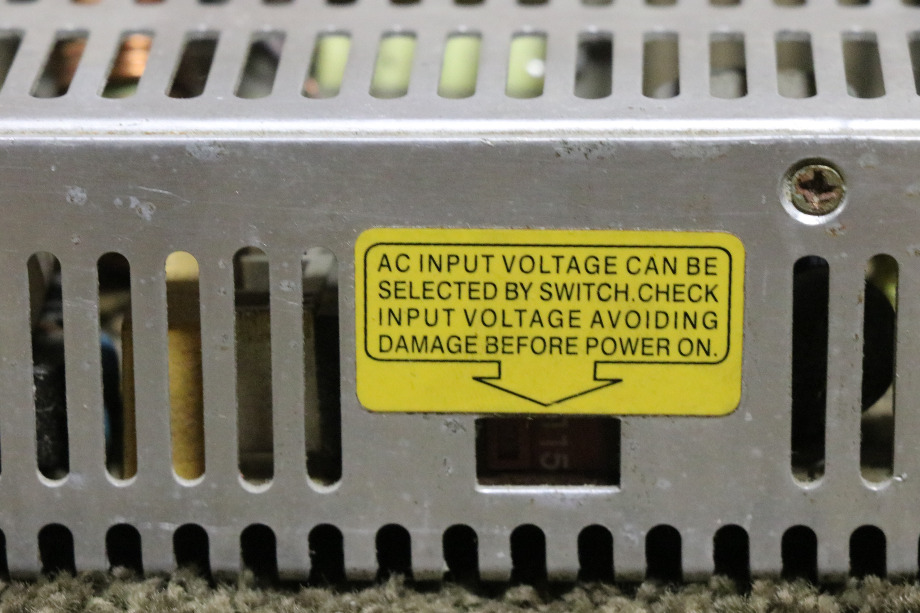 AC INPUT VOLTAGE CAN BE
SELECTED BY SWITCH.CHECK
INPUT VOLTAGE AVOIDING
DAMAGE BEFORE POWER ON.
115